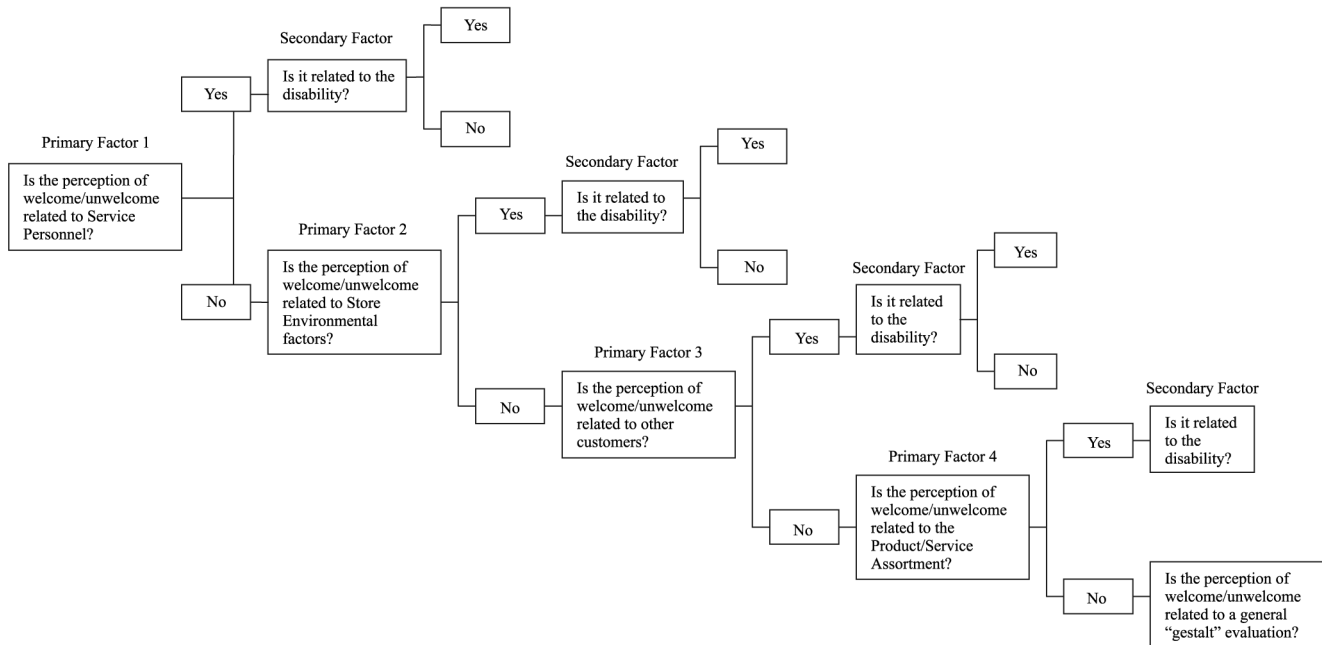 Primary Factor 1
Is the perception of
welcome/unwelcome
related to Service
Personnel?
Yes
Secondary Factor
Is it related to the
disability?
Yes
No
No
Primary Factor 2
Is the perception of
welcome/unwelcome
related to Store
Environmental
factors?
Yes
Secondary Factor
Is it related to
the disability?
Yes
No
No
Primary Factor 3
Is the perception of
welcome/unwelcome
related to other
customers?
Yes
Secondary Factor
Is it related
to the
disability?
Yes
No
No
Primary Factor 4
Is the perception of
welcome/unwelcome
related to the
Product/Service
Assortment?
Yes
Secondary Factor
Is it related
to the
disability?
No
Is the perception of
welcome/unwelcome
related to a general
“gestalt” evaluation?